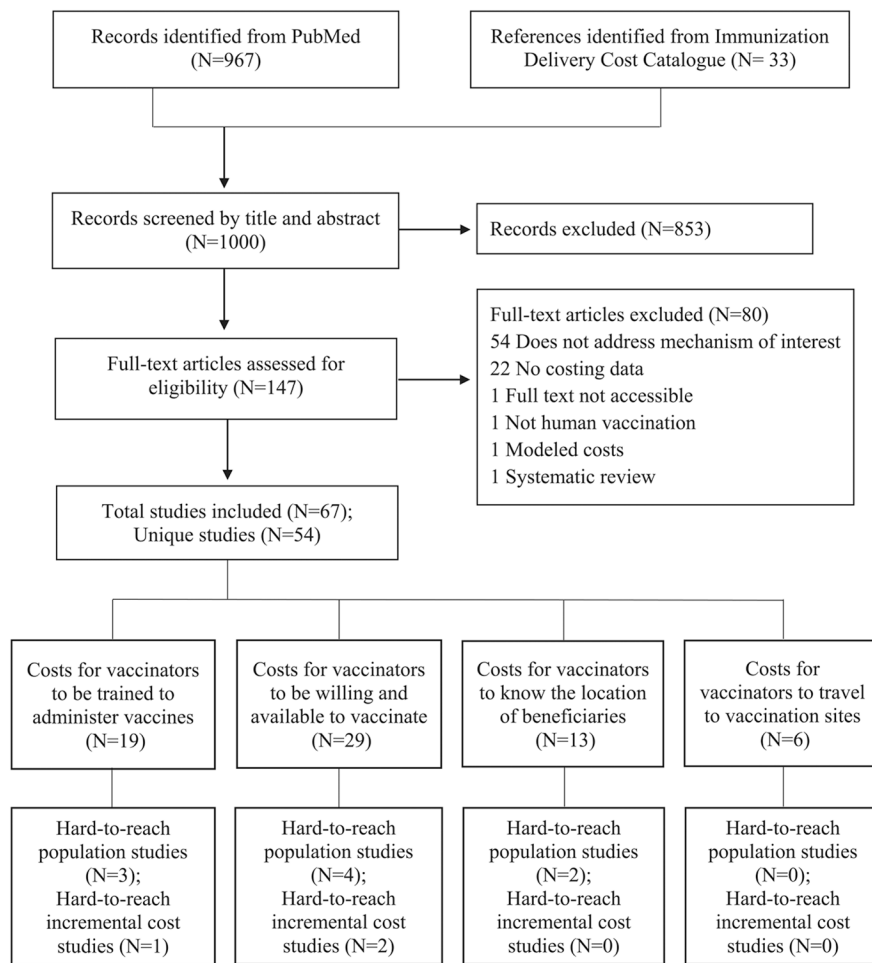 Records identified from PubMed
(N=967)
References identified from Immunization
Delivery Cost Catalogue (N= 33)
Records screened by title and abstract
(N=1000)
Records excluded (N=853)
Full-text articles assessed for
eligibility (N=147)
Full-text articles excluded (N=80)
54 Does not address mechanism of interest
22 No costing data
1 Full text not accessible
1 Not human vaccination
1 Modeled costs
1 Systematic review
Total studies included (N=67);
Unique studies (N=54)
Costs for vaccinators
to be trained to
administer vaccines
(N=19)
Costs for vaccinators
to be willing and
available to vaccinate
(N=29)
Costs for vaccinators
to know the location
of beneficiaries
(N=13)
Costs for
vaccinators to travel
to vaccination sites
(N=6)
Hard-to-reach
population studies
(N=3);
Hard-to-reach
incremental cost
studies (N=1)
Hard-to-reach
population studies
(N=4);
Hard-to-reach
incremental cost
studies (N=2)
Hard-to-reach
population studies
(N=2);
Hard-to-reach
incremental cost
studies (N=0)
Hard-to-reach
population studies
(N=0);
Hard-to-reach
incremental cost
studies (N=0)